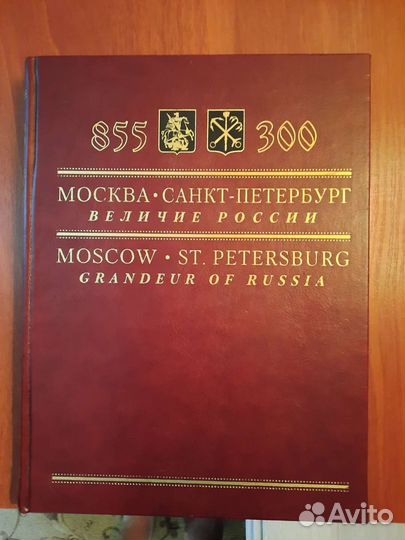 855 300
МОСКВА • САНКТ-ПЕТЕРБУРГ
ВЕЛИЧИЕ РОССИИ
MOSCOW • ST. PETERSBURG
GRANDEUR OF RUSSIA
Avito